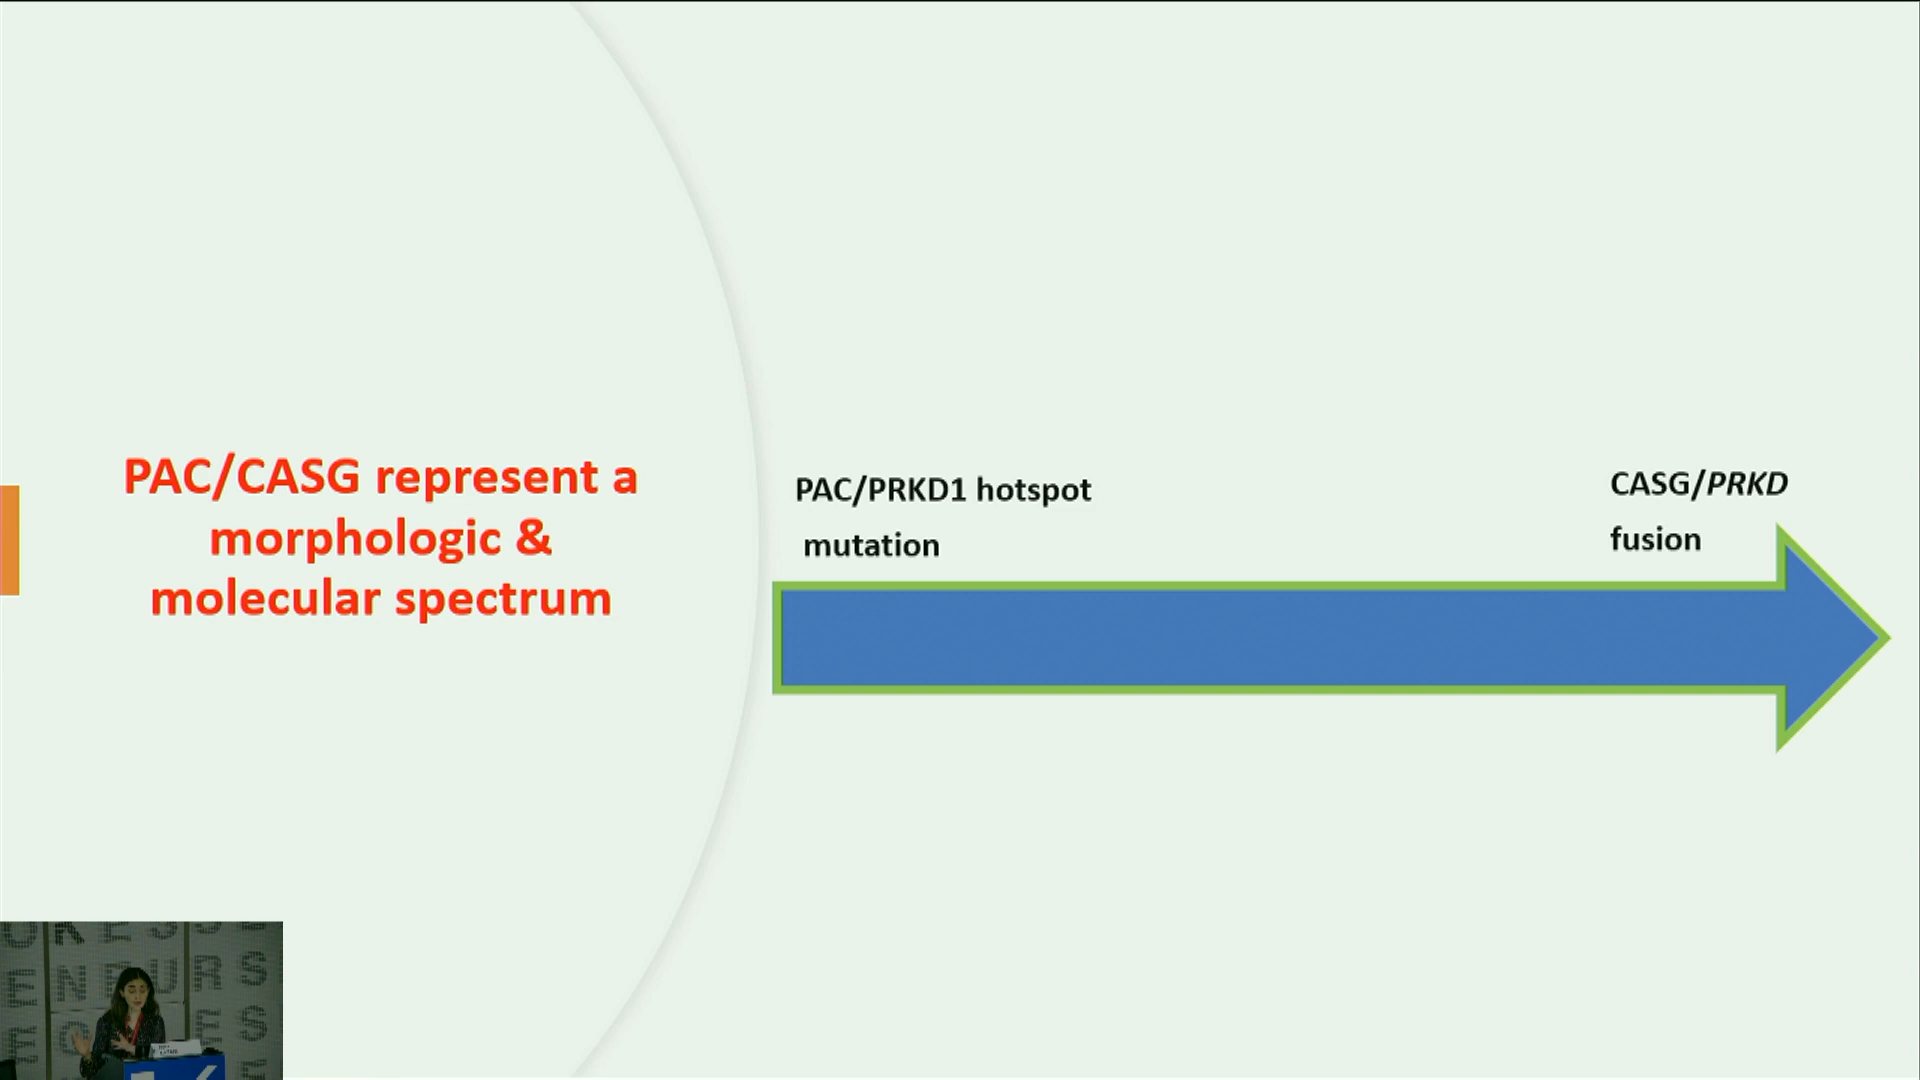 PAC/CASG represent a
morphologic &
molecular spectrum
PAC/PRKD1 hotspot
mutation
CASG/PRKD
fusion